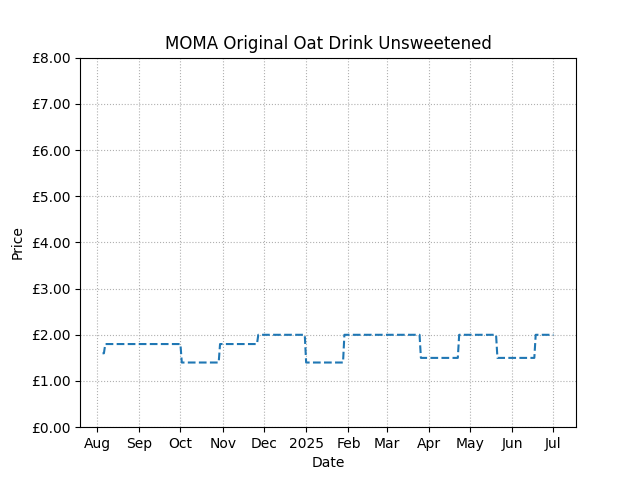 MOMA Original Oat Drink Unsweetened
£8.00
£7.00
£6.00
£5.00
£4.00
£3.00
£2.00
£1.00
£0.00
Price
Aug Sep Oct Nov Dec 2025 Feb Mar Apr May Jun Jul
Date